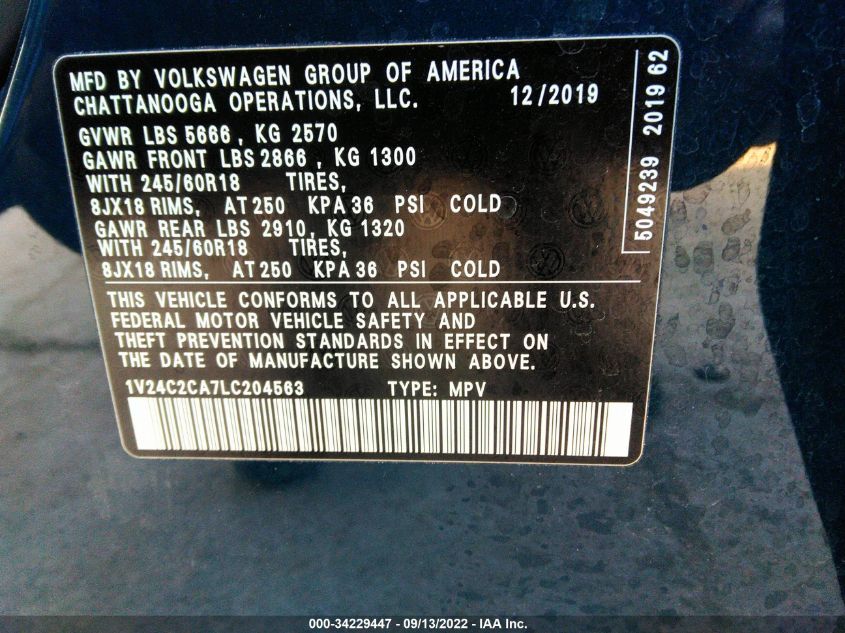 MFD BY VOLKSWAGEN GROUP OF AMERICA
CHATTANOOGA OPERATIONS, LLC. 12/2019
GVWR LBS 5666, KG 2570
GAWR FRONT LBS 2866, KG 1300
WITH 245/60R18 TIRES,
8JX18 RIMS, AT 250 KPA 36 PSI COLD
GAWR REAR LBS 2910, KG 1320
WITH 245/60R18 TIRES,
8JX18 RIMS, AT 250 KPA 36 PSI COLD
THIS VEHICLE CONFORMS TO ALL APPLICABLE U.S.
FEDERAL MOTOR VEHICLE SAFETY AND
THEFT PREVENTION STANDARDS IN EFFECT ON
THE DATE OF MANUFACTURE SHOWN ABOVE.
1V24C2CA7LC204563 TYPE: MPV
5049239 2019 62
000-34229447 - 09/13/2022 - IAA Inc.